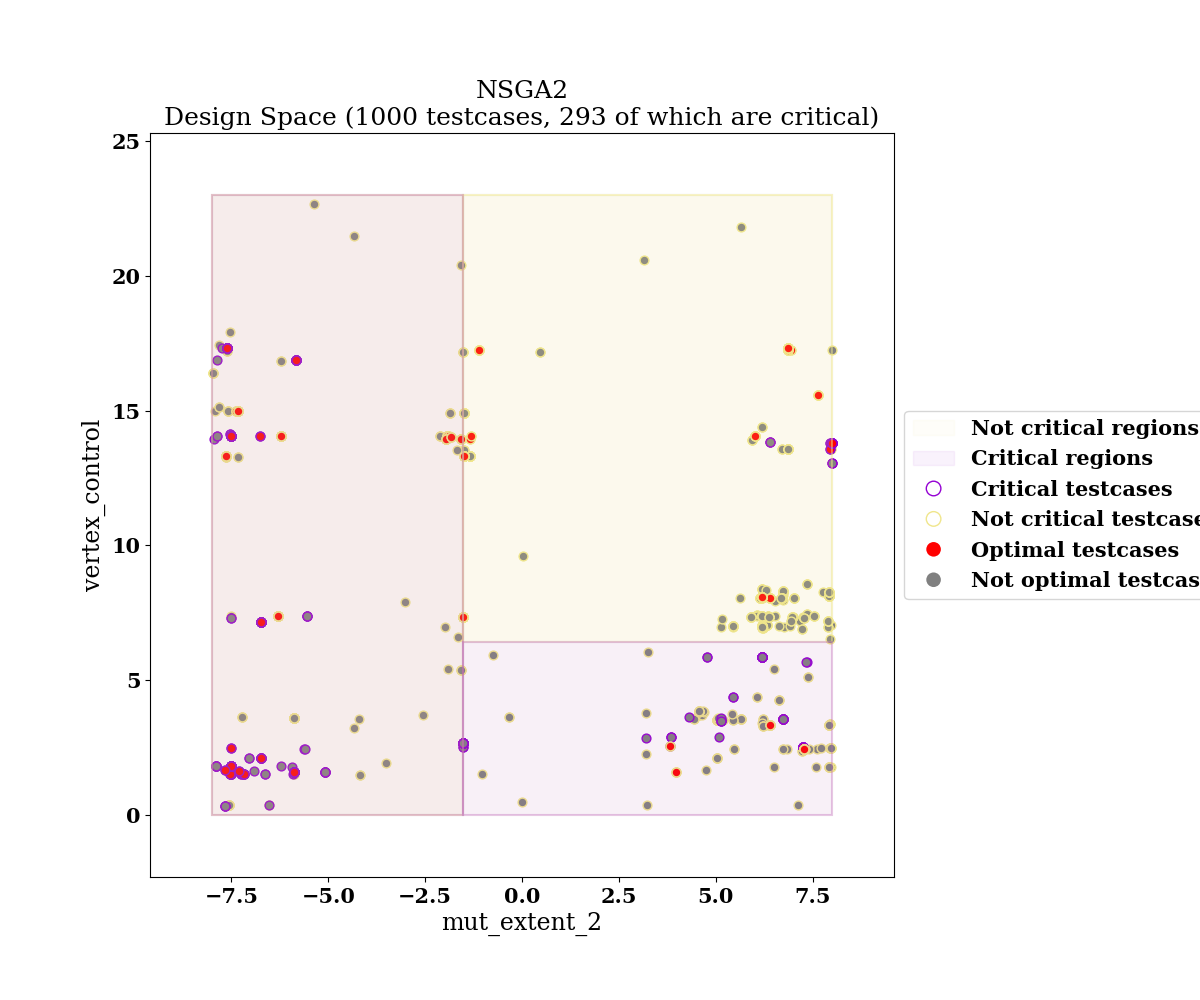 NSGA2
Design Space (1000 testcases, 293 of which are critical)
25
20
15
10
5
0
vertex_control
−7.5
−5.0
−2.5
0.0
2.5
5.0
7.5
mut_extent_2
Not critical regions
Critical regions
Critical testcases
Not critical testcase
Optimal testcases
Not optimal testcas